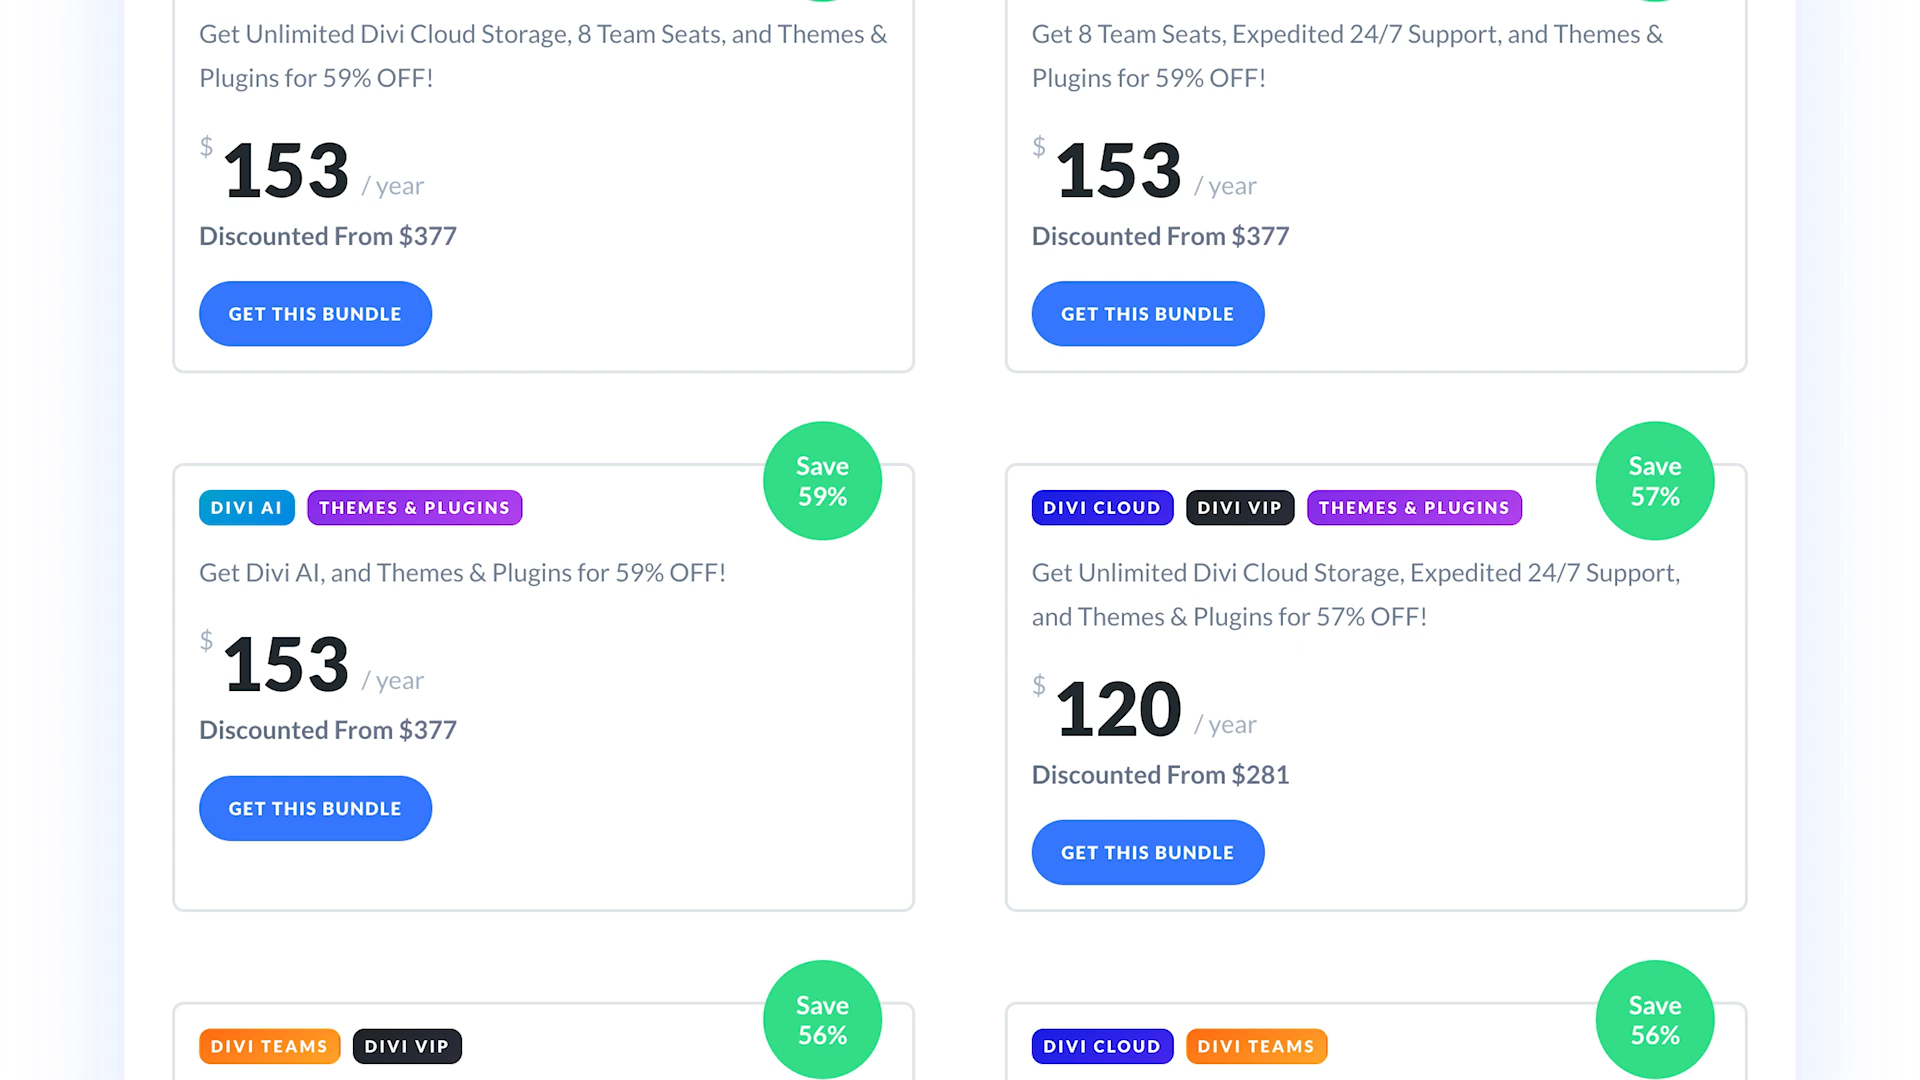 Get Unlimited Divi Cloud Storage, 8 Team Seats, and Themes &
Plugins for 59% OFF!
$ 153 / year
Discounted From $377
GET THIS BUNDLE
Get 8 Team Seats, Expedited 24/7 Support, and Themes &
Plugins for 59% OFF!
$ 153 / year
Discounted From $377
GET THIS BUNDLE
Save
59%
DIVI AI THEMES & PLUGINS
Get Divi AI, and Themes & Plugins for 59% OFF!
$ 153 / year
Discounted From $377
GET THIS BUNDLE
Save
57%
DIVI CLOUD DIVI VIP THEMES & PLUGINS
Get Unlimited Divi Cloud Storage, Expedited 24/7 Support,
and Themes & Plugins for 57% OFF!
$ 120 / year
Discounted From $281
GET THIS BUNDLE
Save
56%
DIVI TEAMS DIVI VIP
Save
56%
DIVI CLOUD DIVI TEAMS